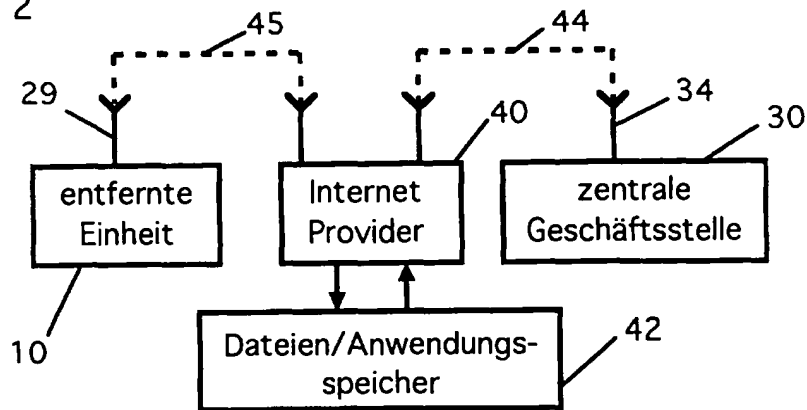 2
45
44
29
40
34
30
entfernte
Einheit
Internet
Provider
zentrale
Geschäftsstelle
10
Dateien/Anwendungs-
speicher
42